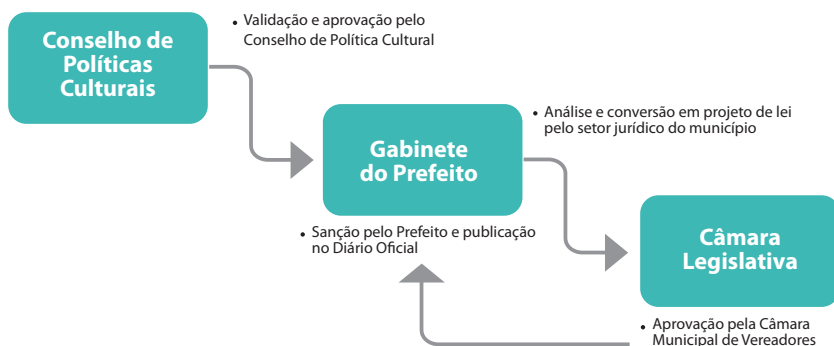 Conselho de
Políticas
Culturais
• Validação e aprovação pelo
Conselho de Política Cultural
Gabinete
do Prefeito
• Análise e conversão em projeto de lei
pelo setor jurídico do município
• Sanção pelo Prefeito e publicação
no Diário Oficial
Câmara
Legislativa
• Aprovação pela Câmara
Municipal de Vereadores